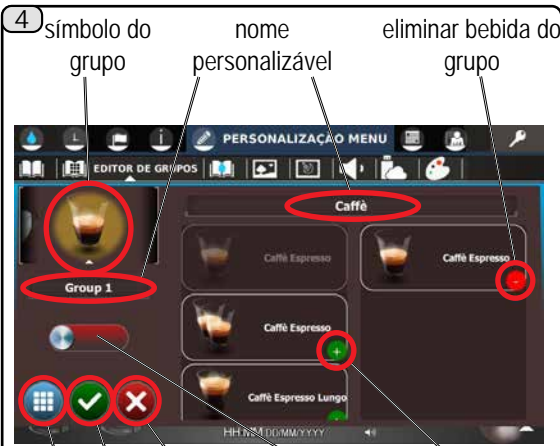 4
símbolo do grupo
nome personalizável
eliminar bebida do grupo
PERSONALIZAÇÃO MENU
EDITOR DE GRUPOS
Caffè
Caffè Espresso
Caffè Espresso
Group 1
Caffè Espresso
Caffè Espresso Lungo
HH:MM DD/MM/YYYY